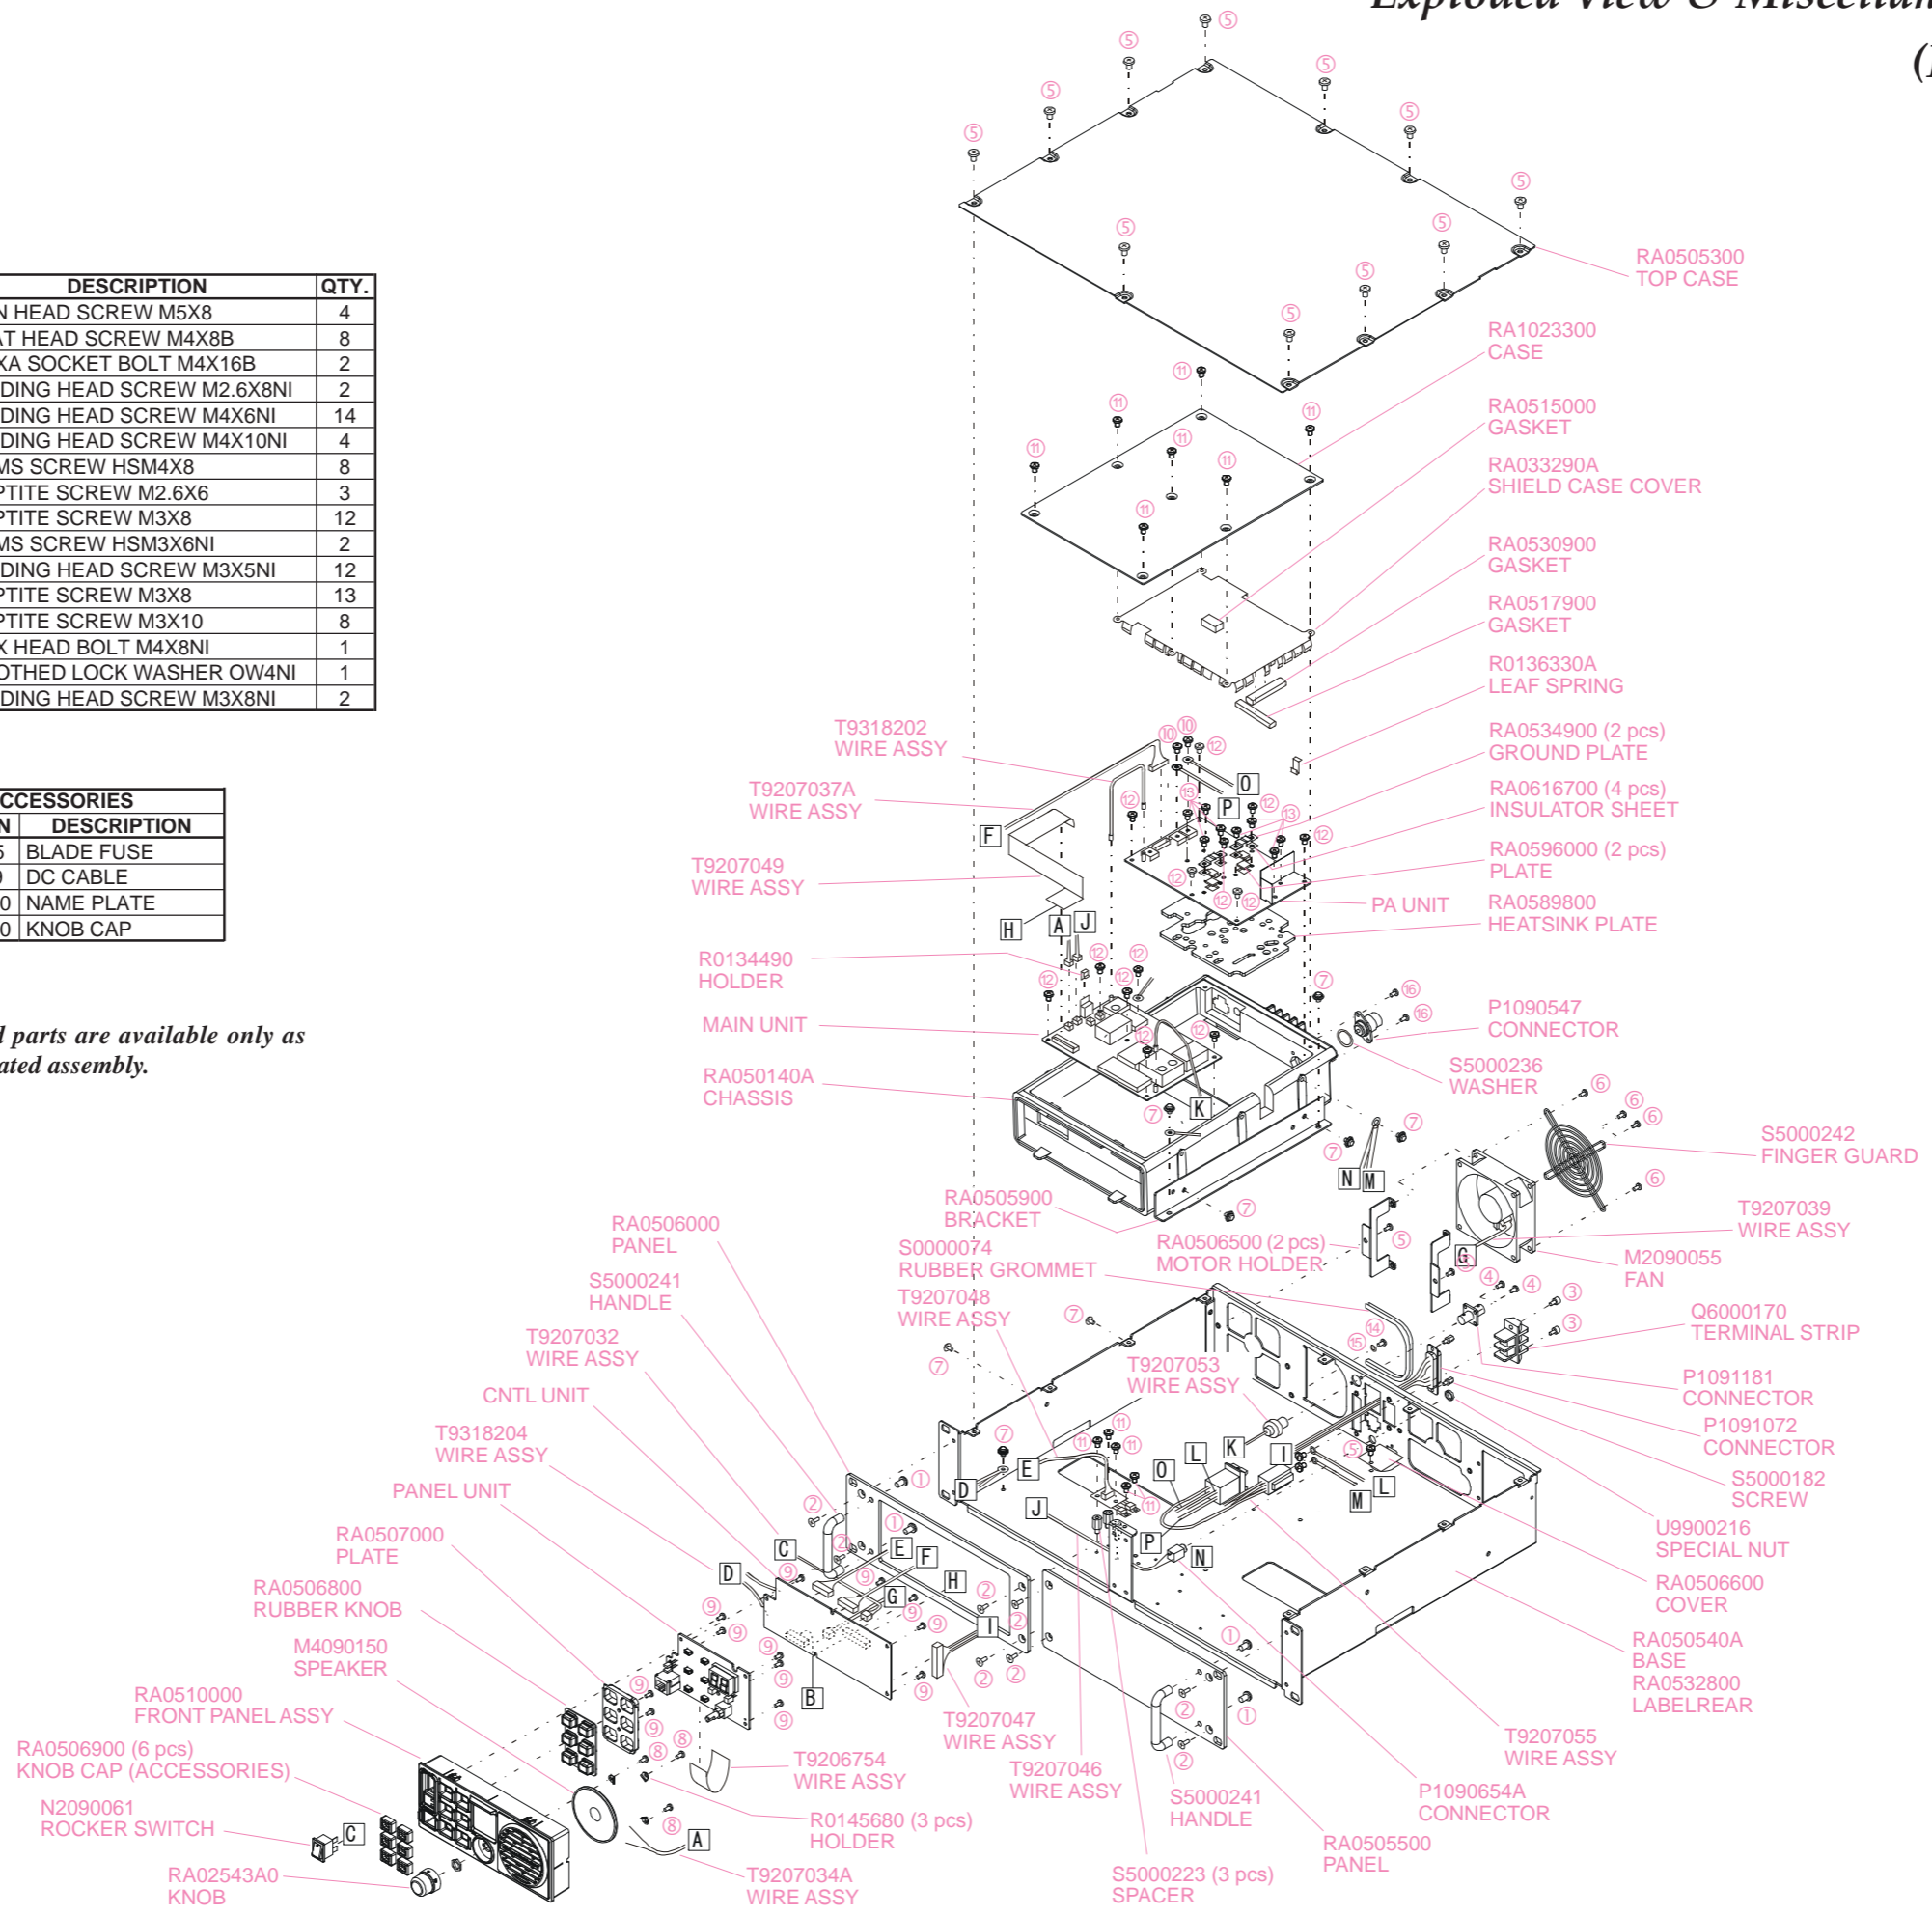 Exploded View & Miscellan
DESCRIPTION QTY.
N HEAD SCREW M5X8 4
AT HEAD SCREW M4X8B 8
XA SOCKET BOLT M4X16B 2
DING HEAD SCREW M2.6X8NI 2
DING HEAD SCREW M4X6NI 14
DING HEAD SCREW M4X10NI 4
MS SCREW HSM4X8 8
PTITE SCREW M2.6X6 3
PTITE SCREW M3X8 12
MS SCREW HSM3X6NI 2
DING HEAD SCREW M3X5NI 12
PTITE SCREW M3X8 13
PTITE SCREW M3X10 8
X HEAD BOLT M4X8NI 1
OTHED LOCK WASHER OW4NI 1
DING HEAD SCREW M3X8NI 2
CCESSORIES
N DESCRIPTION
5 BLADE FUSE
9 DC CABLE
0 NAME PLATE
0 KNOB CAP
d parts are available only as
ated assembly.
RA0505300
TOP CASE
RA1023300
CASE
RA0515000
GASKET
RA033290A
SHIELD CASE COVER
RA0530900
GASKET
RA0517900
GASKET
R0136330A
LEAF SPRING
RA0534900 (2 pcs)
GROUND PLATE
RA0616700 (4 pcs)
INSULATOR SHEET
RA0596000 (2 pcs)
PLATE
PA UNIT
RA0589800
HEATSINK PLATE
T9318202
WIRE ASSY
T9207037A
WIRE ASSY
T9207049
WIRE ASSY
R0134490
HOLDER
MAIN UNIT
RA050140A
CHASSIS
P1090547
CONNECTOR
S5000236
WASHER
S5000242
FINGER GUARD
T9207039
WIRE ASSY
M2090055
FAN
Q6000170
TERMINAL STRIP
P1091181
CONNECTOR
P1091072
CONNECTOR
S5000182
SCREW
U9900216
SPECIAL NUT
RA0506600
COVER
RA050540A
BASE
RA0532800
LABELREAR
RA0505900
BRACKET
RA0506500 (2 pcs)
MOTOR HOLDER
S0000074
RUBBER GROMMET
T9207048
WIRE ASSY
T9207053
WIRE ASSY
RA0506000
PANEL
S5000241
HANDLE
T9207032
WIRE ASSY
CNTL UNIT
T9318204
WIRE ASSY
PANEL UNIT
RA0507000
PLATE
RA0506800
RUBBER KNOB
M4090150
SPEAKER
RA0510000
FRONT PANEL ASSY
RA0506900 (6 pcs)
KNOB CAP (ACCESSORIES)
N2090061
ROCKER SWITCH
RA02543A0
KNOB
T9206754
WIRE ASSY
R0145680 (3 pcs)
HOLDER
T9207034A
WIRE ASSY
T9207047
WIRE ASSY
T9207046
WIRE ASSY
S5000241
HANDLE
S5000223 (3 pcs)
SPACER
RA0505500
PANEL
P1090654A
CONNECTOR
T9207055
WIRE ASSY